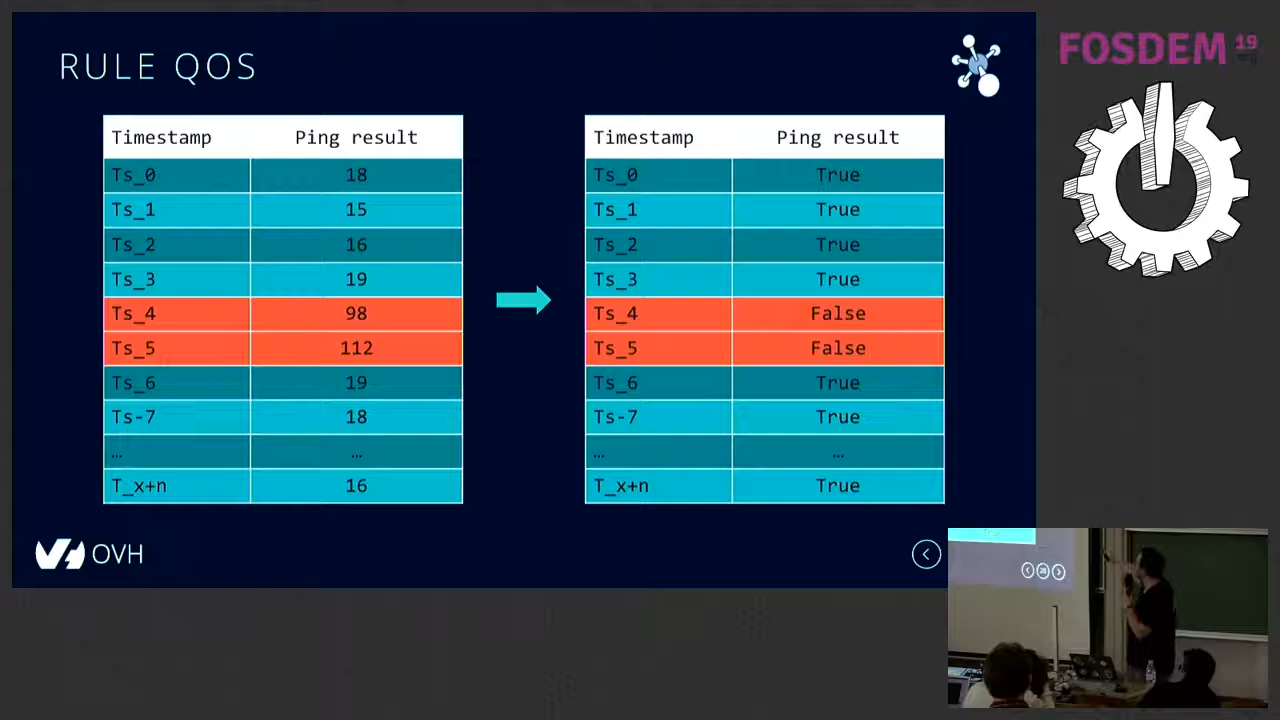 RULE QOS
FOSDEM 19
Timestamp Ping result
Ts_0 18
Ts_1 15
Ts_2 16
Ts_3 19
Ts_4 98
Ts_5 112
Ts_6 19
Ts-7 18
… …
T_x+n 16
Timestamp Ping result
Ts_0 True
Ts_1 True
Ts_2 True
Ts_3 True
Ts_4 False
Ts_5 False
Ts_6 True
Ts-7 True
… …
T_x+n True
OVH
28